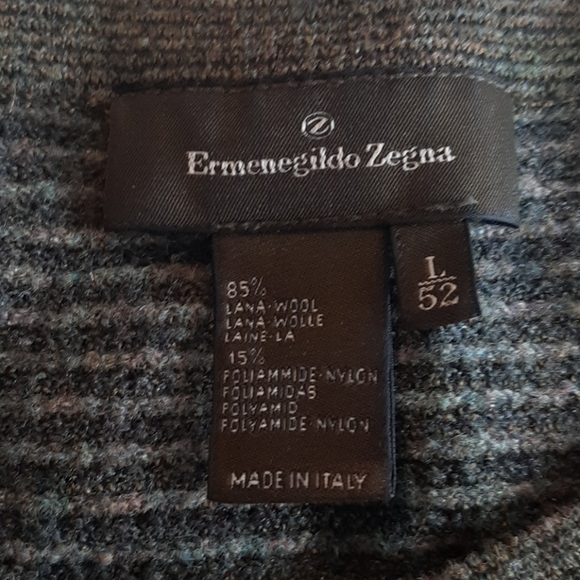 Z
Ermenegildo Zegna
L
52
85%
LANA-WOOL
LANA-WOLLE
LAINE-LA
15%
POLIAMMIDE-NYLON
POLIAMIDAS
POLYAMID
POLYAMIDE-NYLON
MADE IN ITALY